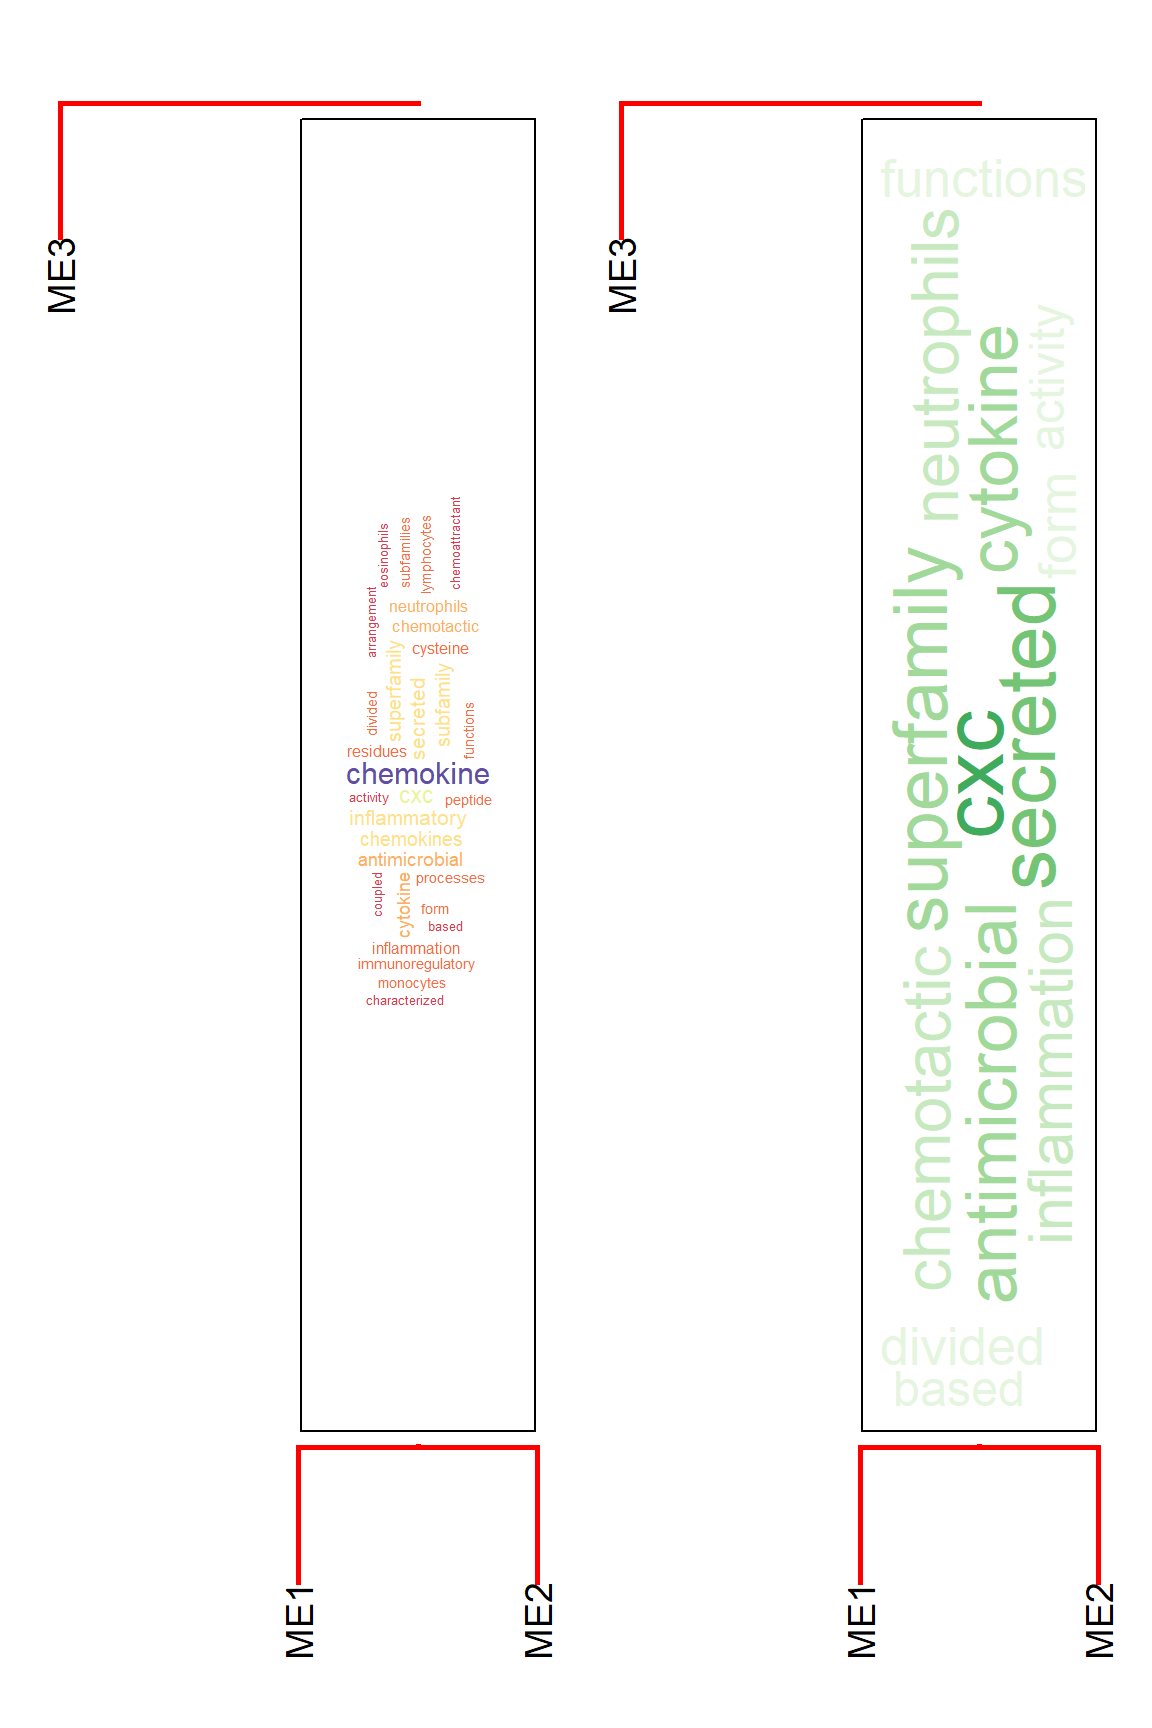 ME3
eosinophils
subfamilies
lymphocytes
chemoattractant
arrangement
neutrophils
chemotactic
cysteine
superfamily
secreted
subfamily
divided
functions
residues
chemokine
activity
cxc
peptide
inflammatory
chemokines
antimicrobial
coupled
cytokine
processes
form
based
inflammation
immunoregulatory
monocytes
characterized
ME1
ME2
ME3
functions
neutrophils
cytokine
activity
form
superfamily
cxc
secreted
chemotactic
antimicrobial
inflammation
divided
based
ME1
ME2